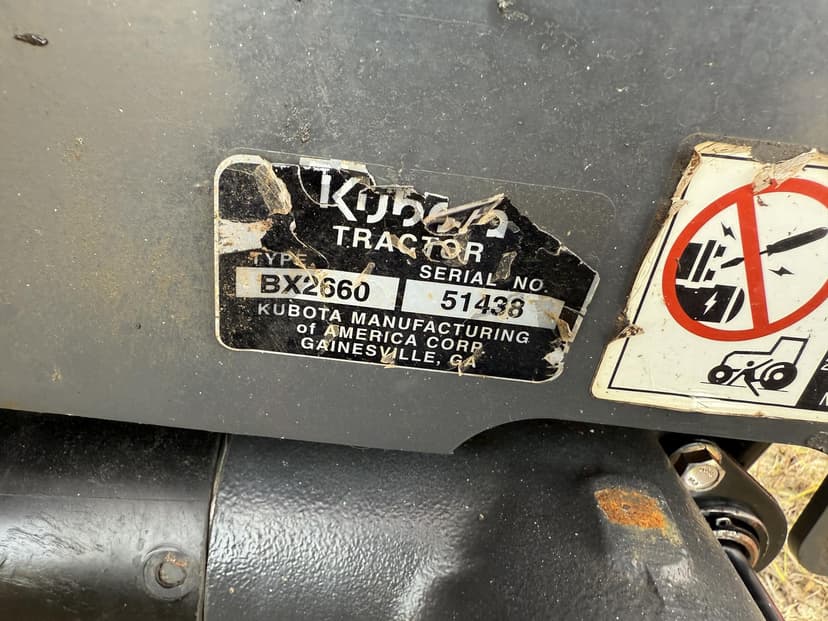 Kubota
TRACTOR
TYPE SERIAL NO.
BX2660 51438
KUBOTA MANUFACTURING
of AMERICA CORP
GAINESVILLE, GA